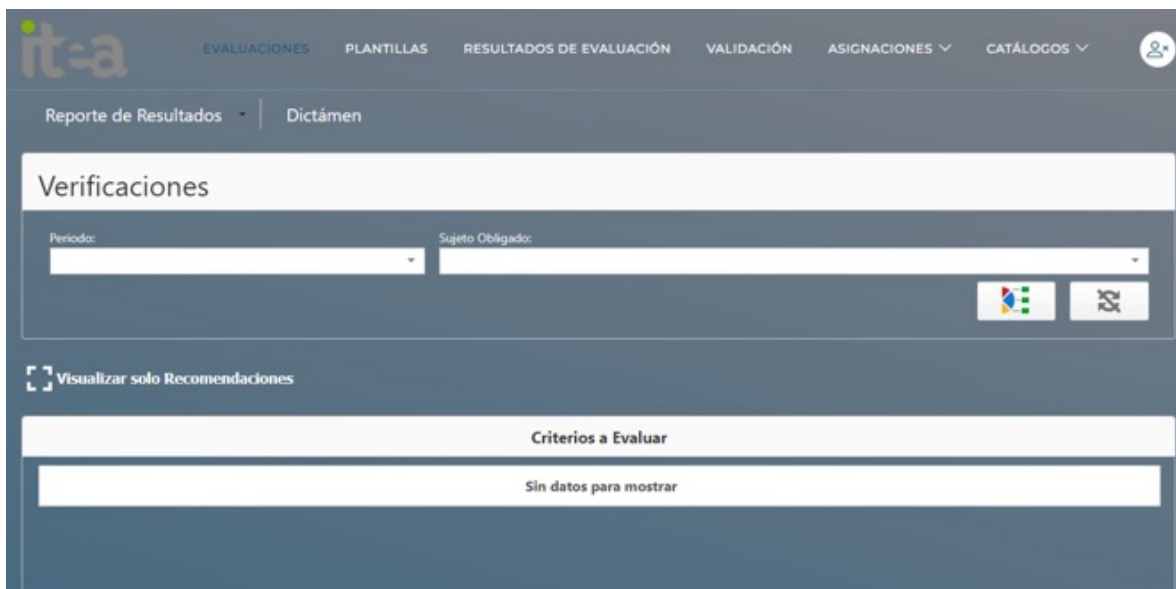 itea
EVALUACIONES PLANTILLAS RESULTADOS DE EVALUACIÓN VALIDACIÓN ASIGNACIONES CATÁLOGOS
Reporte de Resultados Dictámen
Verificaciones
Periodo: Sujeto Obligado:
Visualizar solo Recomendaciones
Criterios a Evaluar
Sin datos para mostrar